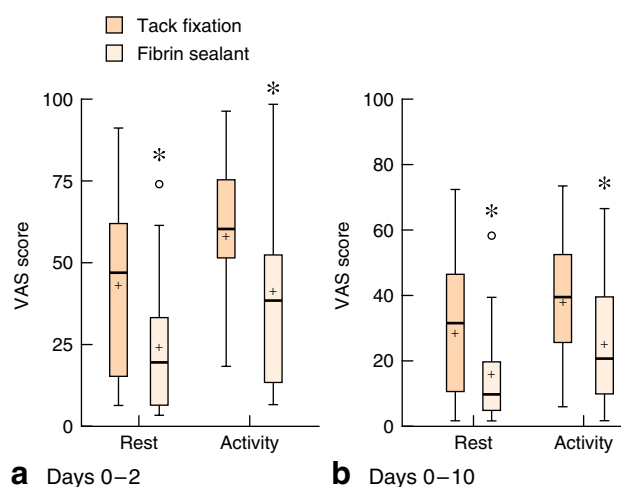 Tack fixation
Fibrin sealant
100
75
50
25
0
VAS score
*
*
Rest
Activity
a Days 0–2
100
80
60
40
20
0
VAS score
*
*
Rest
Activity
b Days 0–10